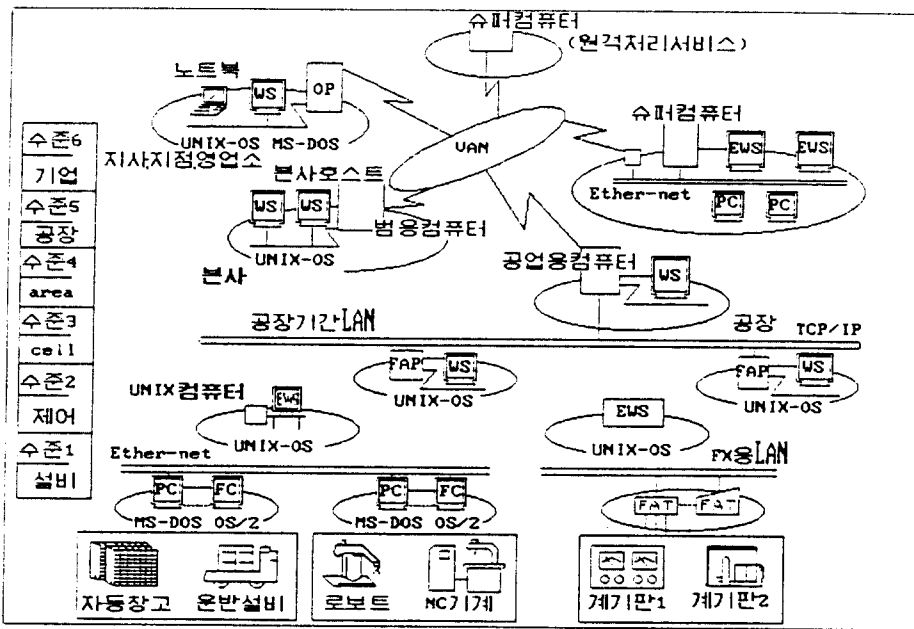 슈퍼컴퓨터
(원격처리서비스)
노트북
WS
OP
UNIX-OS MS-DOS
지사지점영업소
VAN
슈퍼컴퓨터
EWS
EWS
Ether-net
PC
PC
본사호스트
WS
WS
범용컴퓨터
UNIX-OS
본사
공업용컴퓨터
WS
수준6
기업
수준5
공장
수준4
area
수준3
cell
수준2
제어
수준1
설비
공장기간LAN
공장
TCP/IP
FAP
WS
UNIX-OS
FAP
WS
UNIX-OS
UNIX컴퓨터
EWS
UNIX-OS
EWS
UNIX-OS
Ether-net
FX용LAN
PC
FC
MS-DOS OS/2
PC
FC
MS-DOS OS/2
FAT
FAT
자동창고
운반설비
로보트
NC기계
계기판1
계기판2